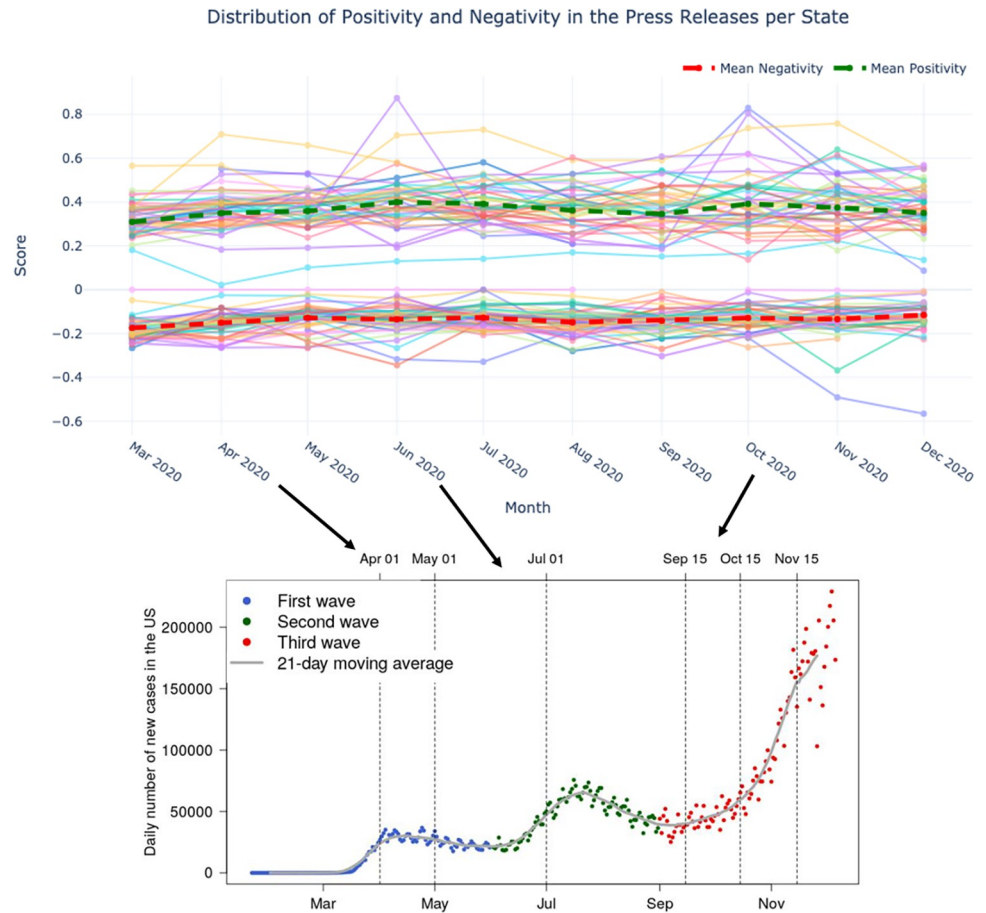 Distribution of Positivity and Negativity in the Press Releases per State
Mean Negativity Mean Positivity
0.8
0.6
0.4
0.2
0
−0.2
−0.4
−0.6
Score
Mar 2020 Apr 2020 May 2020 Jun 2020 Jul 2020 Aug 2020 Sep 2020 Oct 2020 Nov 2020 Dec 2020
Month
Apr 01 May 01 Jul 01 Sep 15 Oct 15 Nov 15
First wave
Second wave
Third wave
21-day moving average
Daily number of new cases in the US
200000
150000
100000
50000
0
Mar May Jul Sep Nov